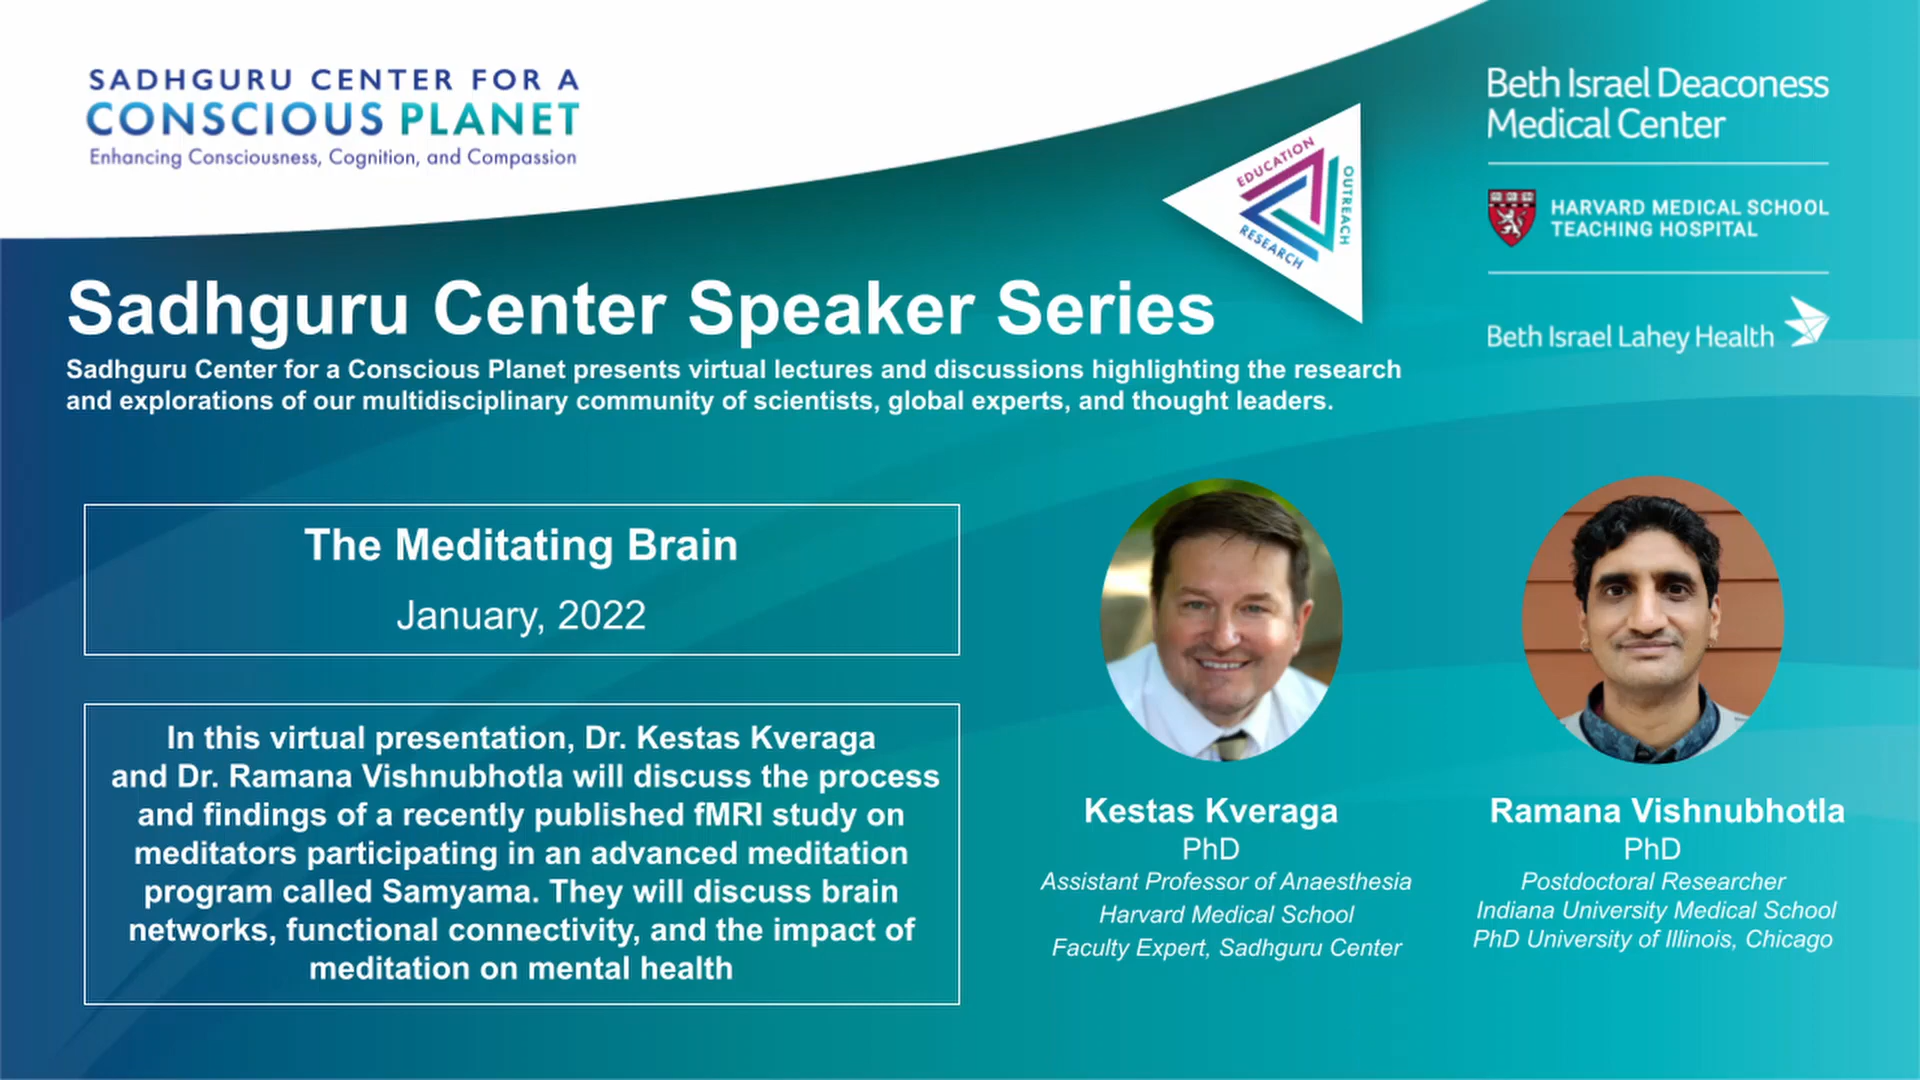 SADHGURU CENTER FOR A
CONSCIOUS PLANET
Enhancing Consciousness, Cognition, and Compassion
EDUCATION
OUTREACH
RESEARCH
Beth Israel Deaconess
Medical Center
HARVARD MEDICAL SCHOOL
TEACHING HOSPITAL
Beth Israel Lahey Health
Sadhguru Center Speaker Series
Sadhguru Center for a Conscious Planet presents virtual lectures and discussions highlighting the research
and explorations of our multidisciplinary community of scientists, global experts, and thought leaders.
The Meditating Brain
January, 2022
In this virtual presentation, Dr. Kestas Kveraga
and Dr. Ramana Vishnubhotla will discuss the process
and findings of a recently published fMRI study on
meditators participating in an advanced meditation
program called Samyama. They will discuss brain
networks, functional connectivity, and the impact of
meditation on mental health
Kestas Kveraga
PhD
Assistant Professor of Anaesthesia
Harvard Medical School
Faculty Expert, Sadhguru Center
Ramana Vishnubhotla
PhD
Postdoctoral Researcher
Indiana University Medical School
PhD University of Illinois, Chicago